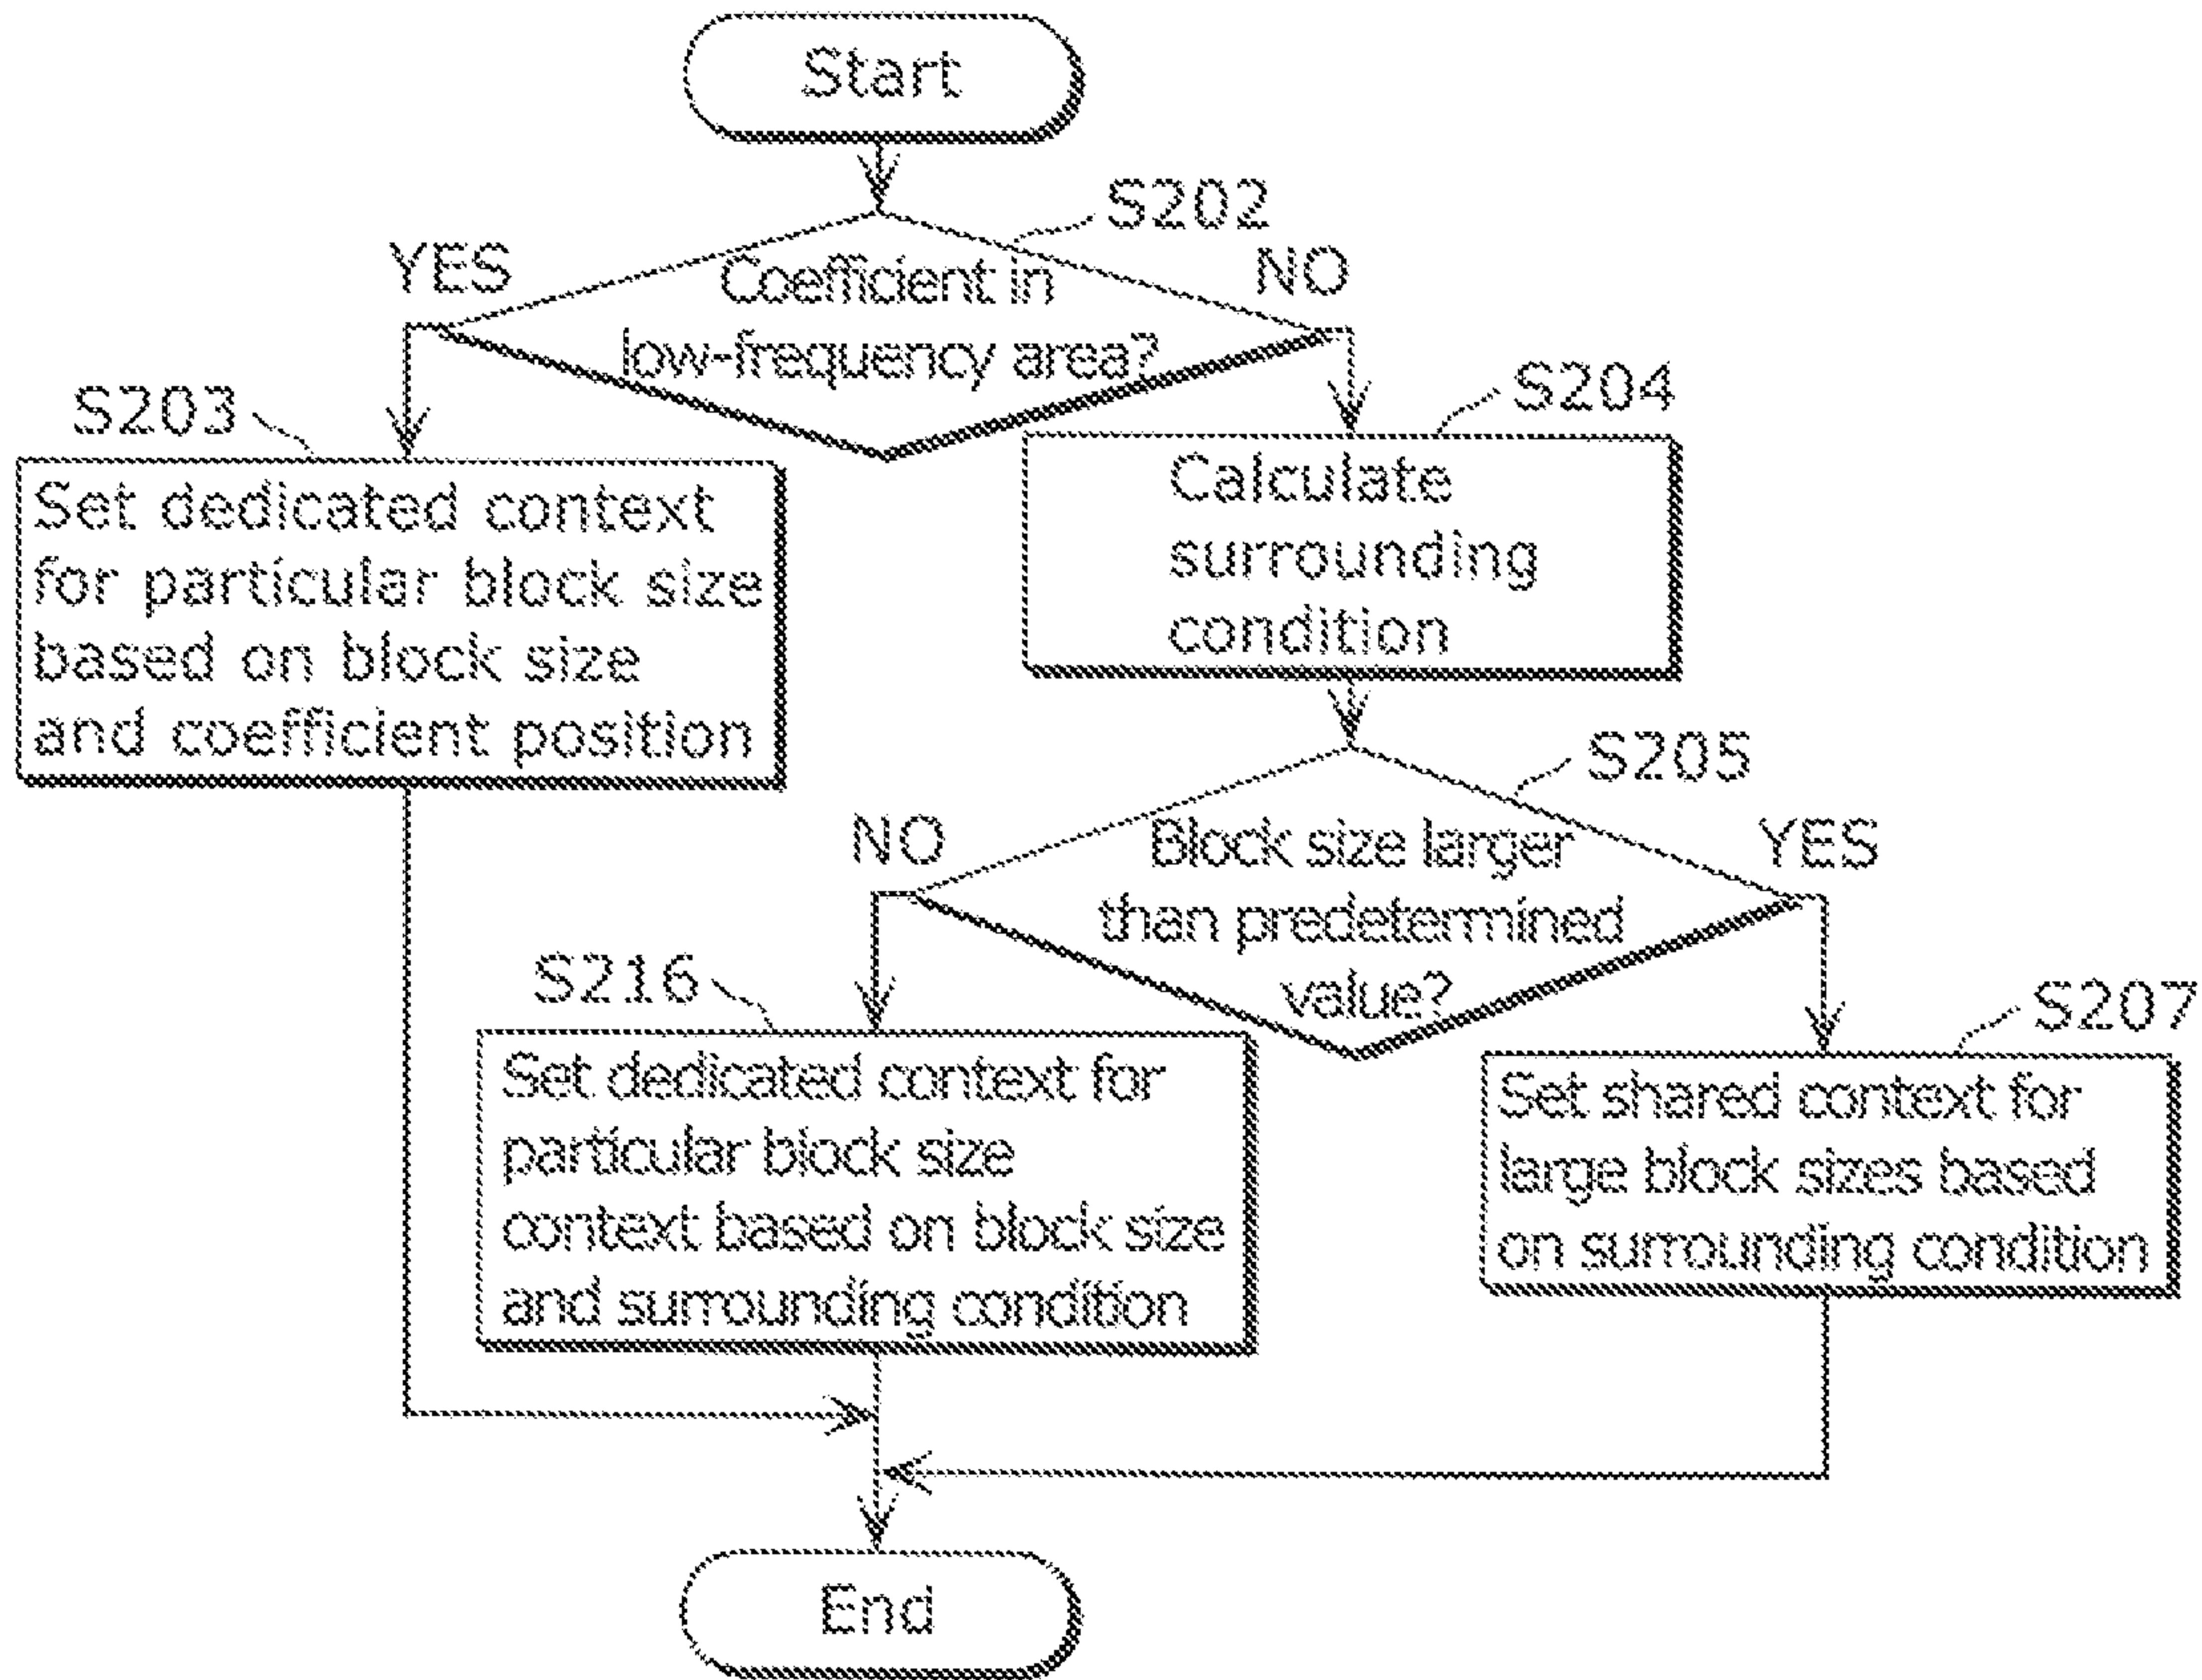 Start
S202
YES
NO
Coefficient in
low-frequency area?
S203
S204
Set dedicated context
for particular block size
based on block size
and coefficient position
Calculate
surrounding
condition
S205
NO
YES
Block size larger
than predetermined
value?
S216
S207
Set dedicated context for
particular block size
context based on block size
and surrounding condition
Set shared context for
large block sizes based
on surrounding condition
End